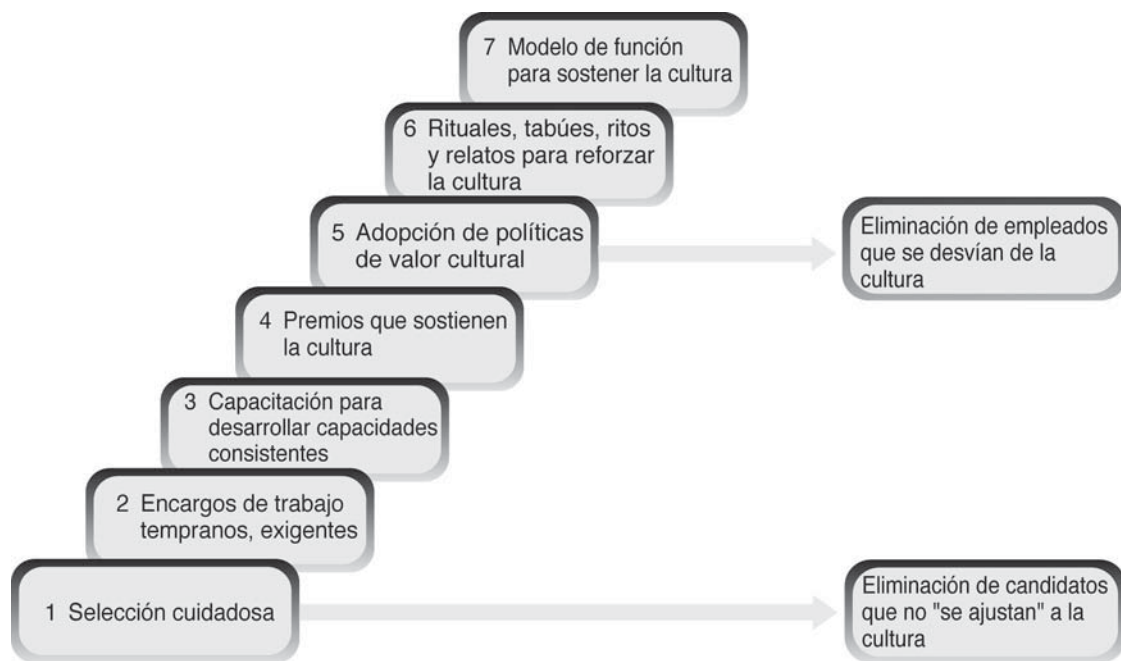 7 Modelo de función
para sostener la cultura
6 Rituales, tabúes, ritos
y relatos para reforzar
la cultura
5 Adopción de políticas
de valor cultural
Eliminación de empleados
que se desvían de la
cultura
4 Premios que sostienen
la cultura
3 Capacitación para
desarrollar capacidades
consistentes
2 Encargos de trabajo
tempranos, exigentes
1 Selección cuidadosa
Eliminación de candidatos
que no "se ajustan" a la
cultura